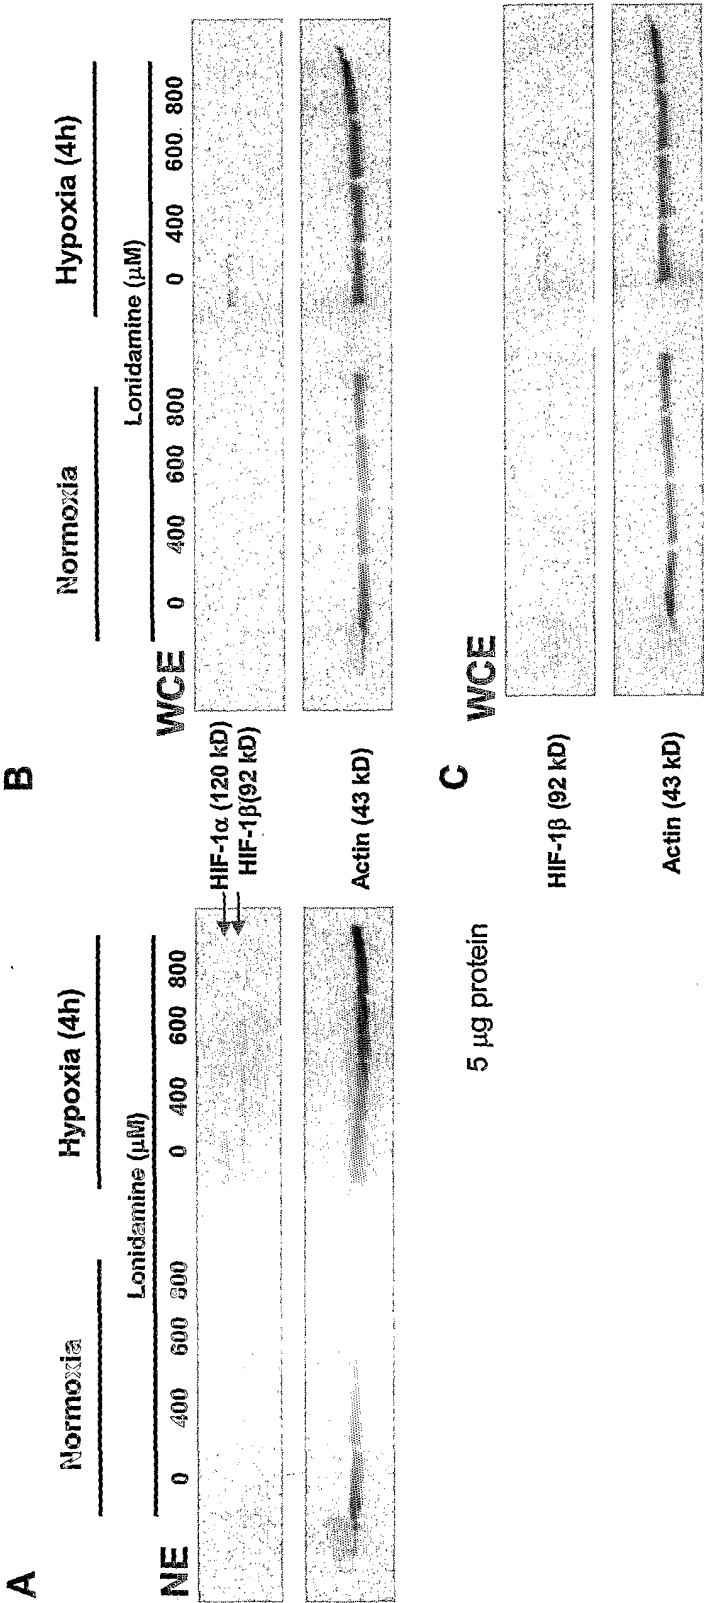 A
Normoxia
Hypoxia (4h)
Lonidamine (μM)
0 400 600 800 0 400 600 800
NE
HIF-1α (120 kD)
HIF-1β(92 kD)
Actin (43 kD)
5 μg protein
B
Normoxia
Hypoxia (4h)
Lonidamine (μM)
0 400 600 800 0 400 600 800
WCE
C
WCE
HIF-1β (92 kD)
Actin (43 kD)